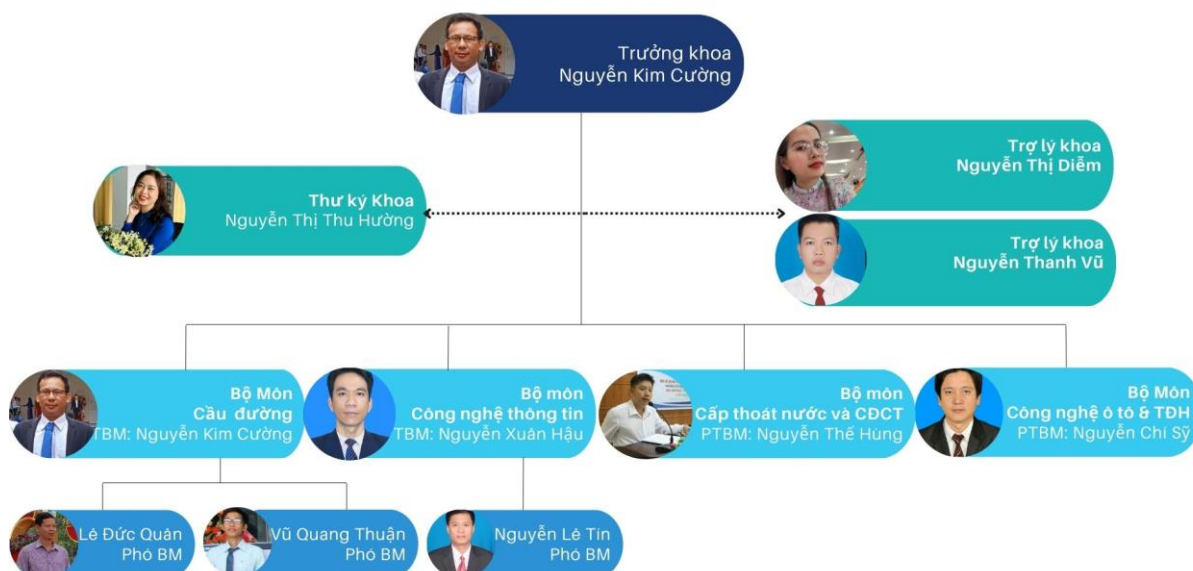 Trưởng khoa
Nguyễn Kim Cường
Trợ lý khoa
Nguyễn Thị Diễm
Thư ký Khoa
Nguyễn Thị Thu Hường
Trợ lý khoa
Nguyễn Thanh Vũ
Bộ Môn
Cầu đường
TBM: Nguyễn Kim Cường
Bộ môn
Công nghệ thông tin
TBM: Nguyễn Xuân Hậu
Bộ môn
Cấp thoát nước và CĐCT
PTBM: Nguyễn Thế Hùng
Bộ Môn
Công nghệ ô tô & TĐH
PTBM: Nguyễn Chí Sỹ
Lê Đức Quân
Phó BM
Vũ Quang Thuận
Phó BM
Nguyễn Lê Tín
Phó BM